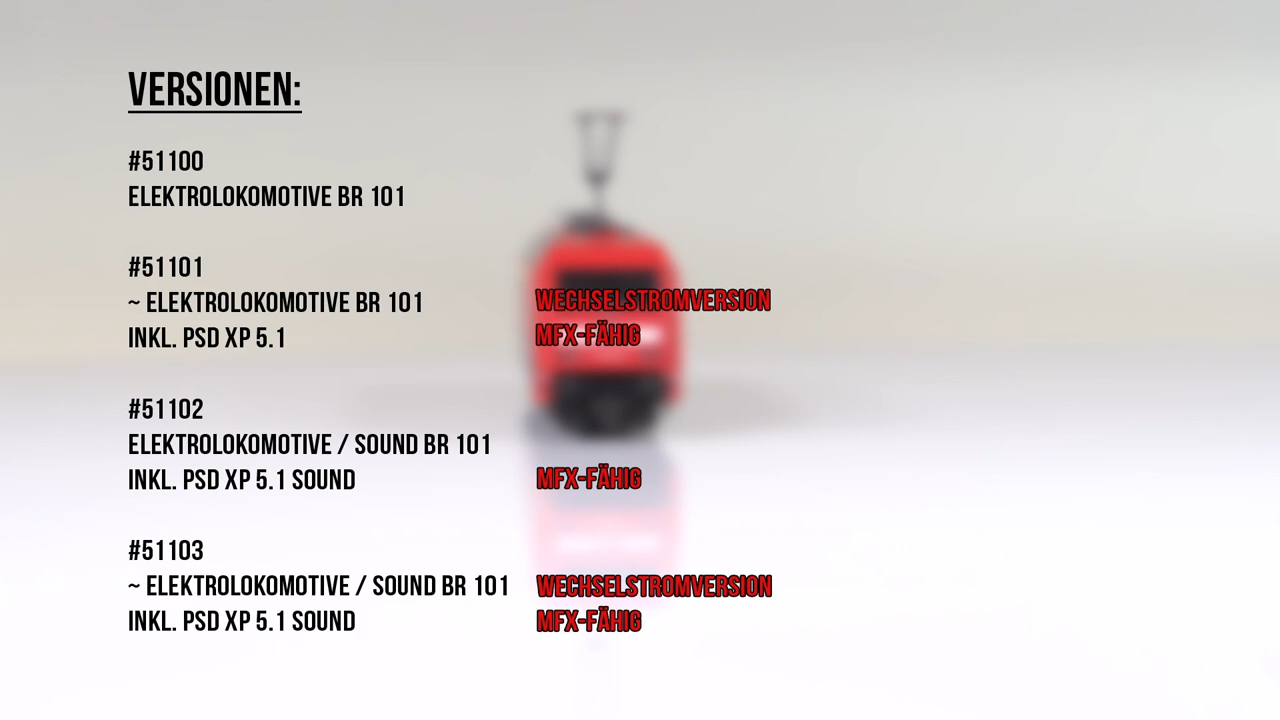 VERSIONEN:
#51100
ELEKTROLOKOMOTIVE BR 101
#51101
~ ELEKTROLOKOMOTIVE BR 101 WECHSELSTROMVERSION
INKL. PSD XP 5.1 MFX-FÄHIG
#51102
ELEKTROLOKOMOTIVE / SOUND BR 101
INKL. PSD XP 5.1 SOUND MFX-FÄHIG
#51103
~ ELEKTROLOKOMOTIVE / SOUND BR 101 WECHSELSTROMVERSION
INKL. PSD XP 5.1 SOUND MFX-FÄHIG